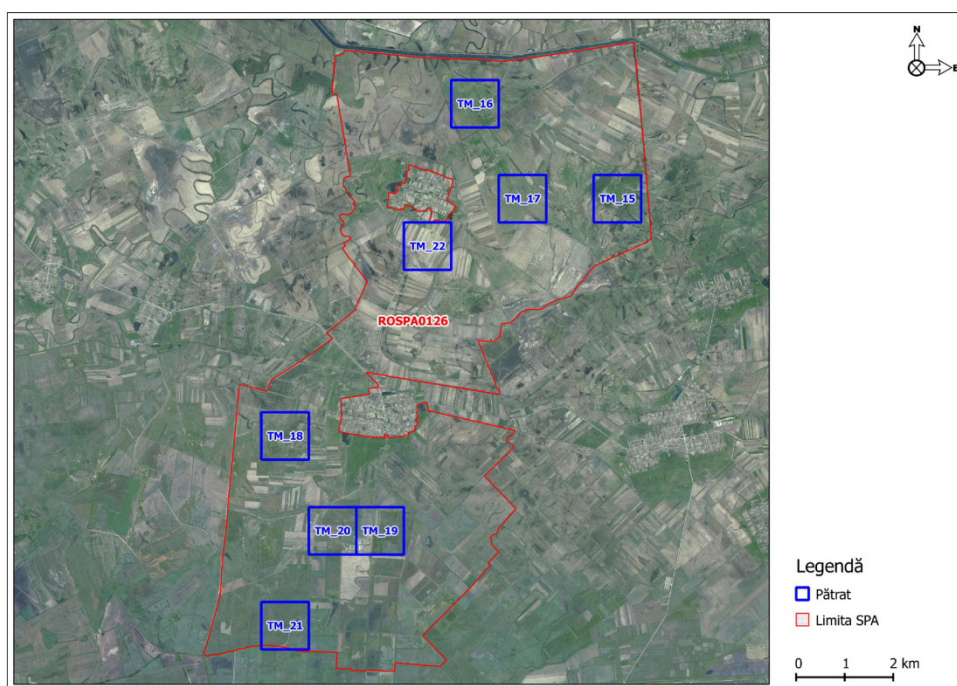 N
E
TM_16
TM_17
TM_15
TM_22
ROSPA0126
TM_18
TM_20
TM_19
TM_21
Legendă
Pătrat
Limita SPA
0 1 2 km